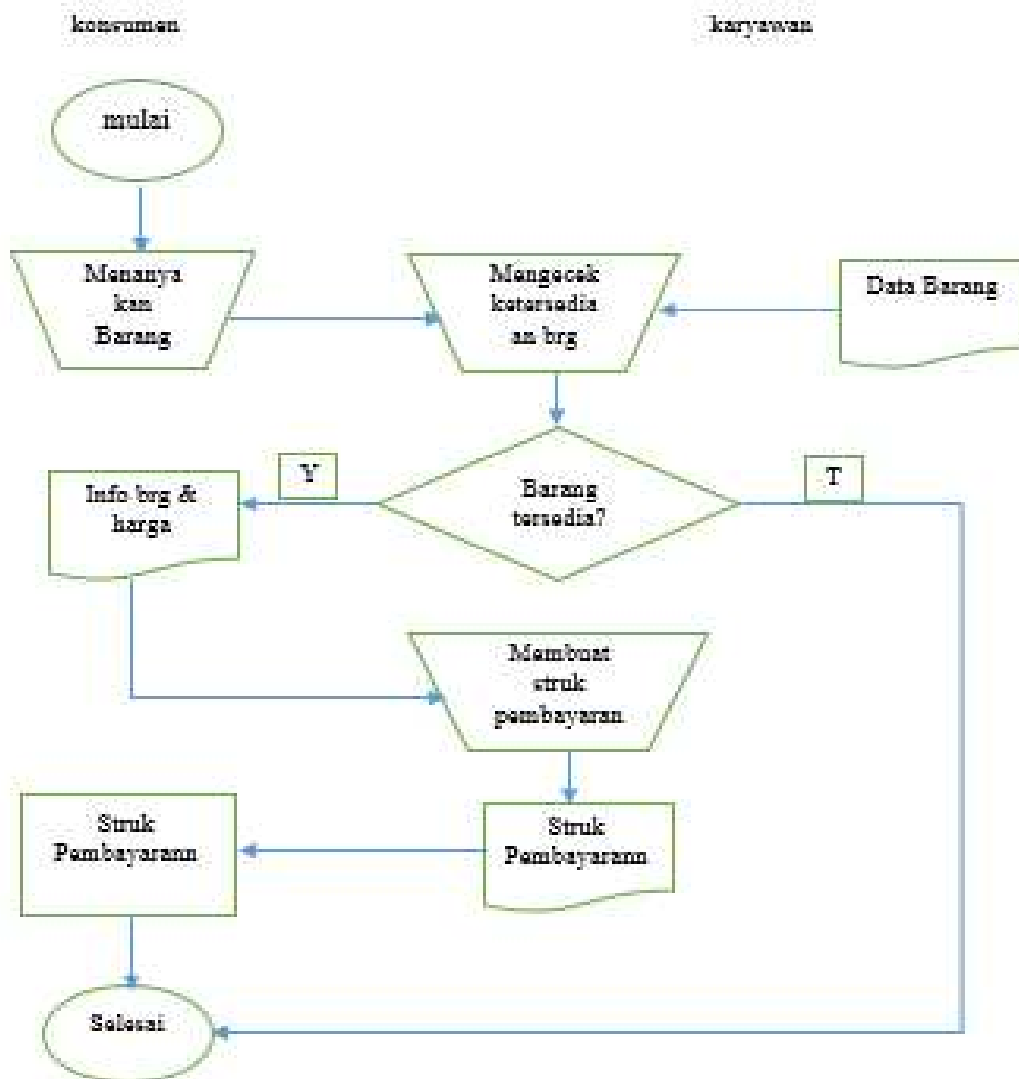 konsumen
karyawan
mulai
Menanya
kan
Barang
Mengecek
ketersedia
an brg
Data Barang
Y
T
Info brg &
harga
Barang
tersedia?
Membuat
struk
pembayaran
Struk
Pembayarann
Struk
Pembayarann
Selesai